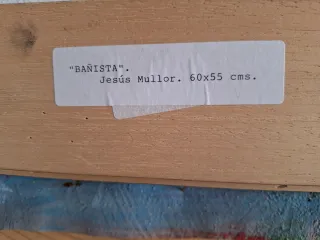 "BAÑISTA".
Jesús Mullor. 60x55 cms.